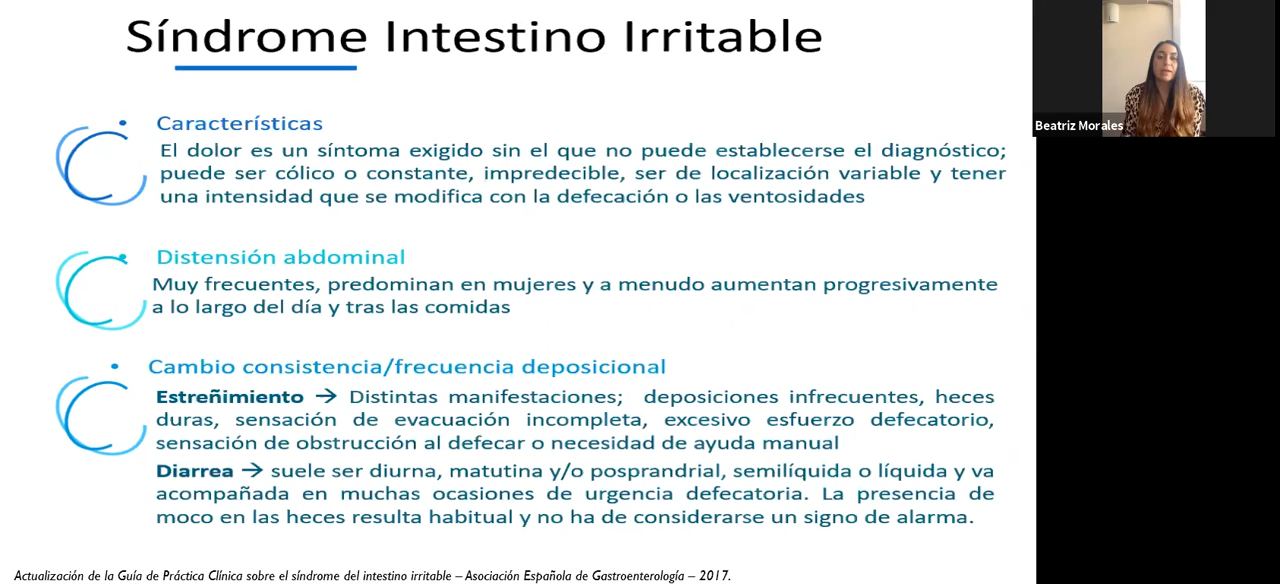 Síndrome Intestino Irritable
Beatriz Morales
• Características
El dolor es un síntoma exigido sin el que no puede establecerse el diagnóstico;
puede ser cólico o constante, impredecible, ser de localización variable y tener
una intensidad que se modifica con la defecación o las ventosidades
• Distensión abdominal
Muy frecuentes, predominan en mujeres y a menudo aumentan progresivamente
a lo largo del día y tras las comidas
• Cambio consistencia/frecuencia deposicional
Estreñimiento → Distintas manifestaciones; deposiciones infrecuentes, heces
duras, sensación de evacuación incompleta, excesivo esfuerzo defecatorio,
sensación de obstrucción al defecar o necesidad de ayuda manual
Diarrea → suele ser diurna, matutina y/o posprandrial, semilíquida o líquida y va
acompañada en muchas ocasiones de urgencia defecatoria. La presencia de
moco en las heces resulta habitual y no ha de considerarse un signo de alarma.
Actualización de la Guía de Práctica Clínica sobre el síndrome del intestino irritable – Asociación Española de Gastroenterología – 2017.